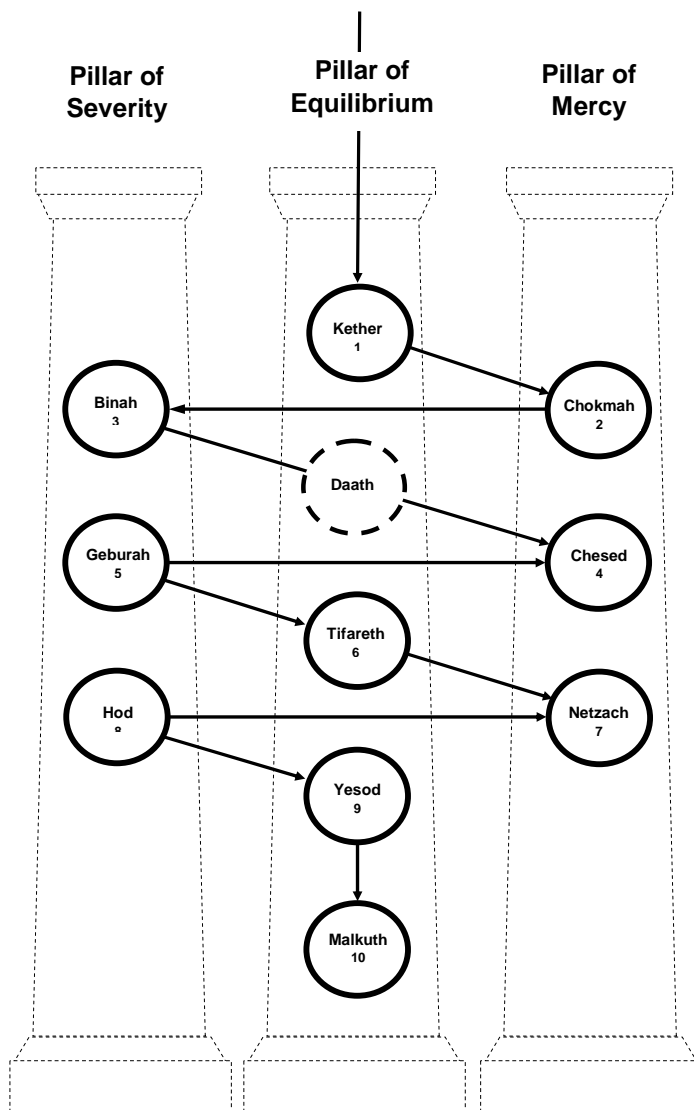 Pillar of
Severity
Pillar of
Equilibrium
Pillar of
Mercy
Kether
1
Binah
3
Chokmah
2
Daath
Geburah
5
Chesed
4
Tifareth
6
Hod
8
Netzach
7
Yesod
9
Malkuth
10